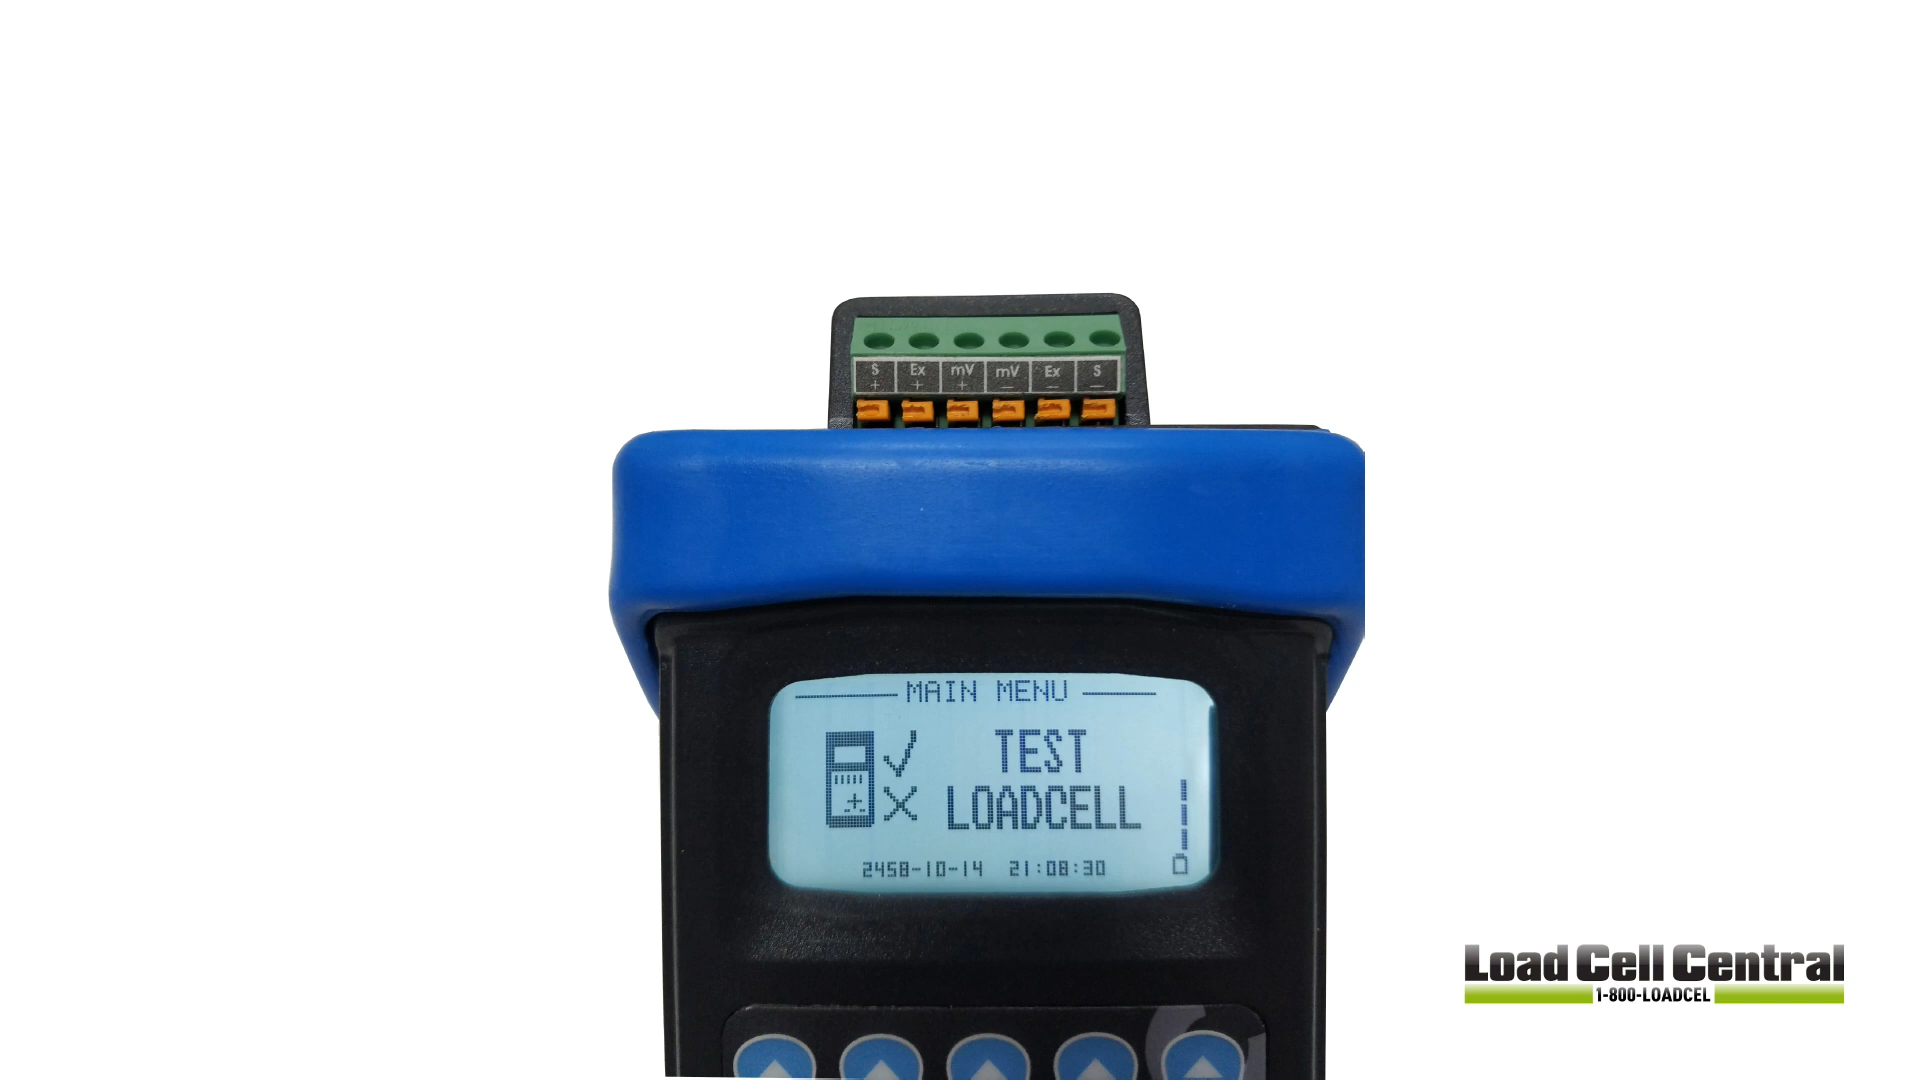 S Ex mV mV Ex S
+ + + – – –
MAIN MENU
TEST
LOADCELL
2458-10-14 21:08:30
Load Cell Central
1-800-LOADCEL